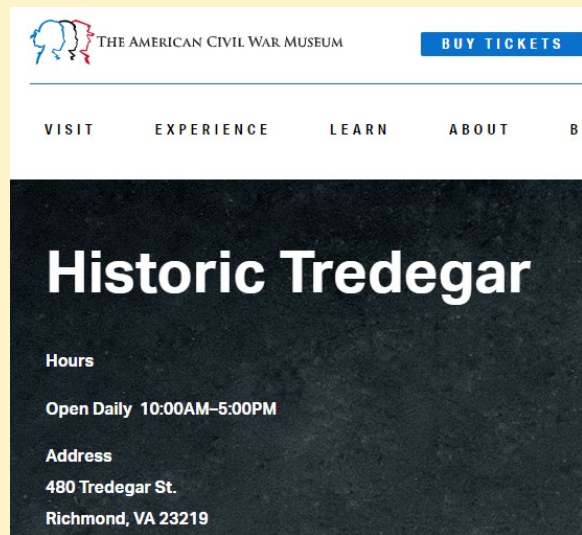 THE AMERICAN CIVIL WAR MUSEUM
BUY TICKETS
VISIT EXPERIENCE LEARN ABOUT B
Historic Tredegar
Hours
Open Daily 10:00AM–5:00PM
Address
480 Tredegar St.
Richmond, VA 23219